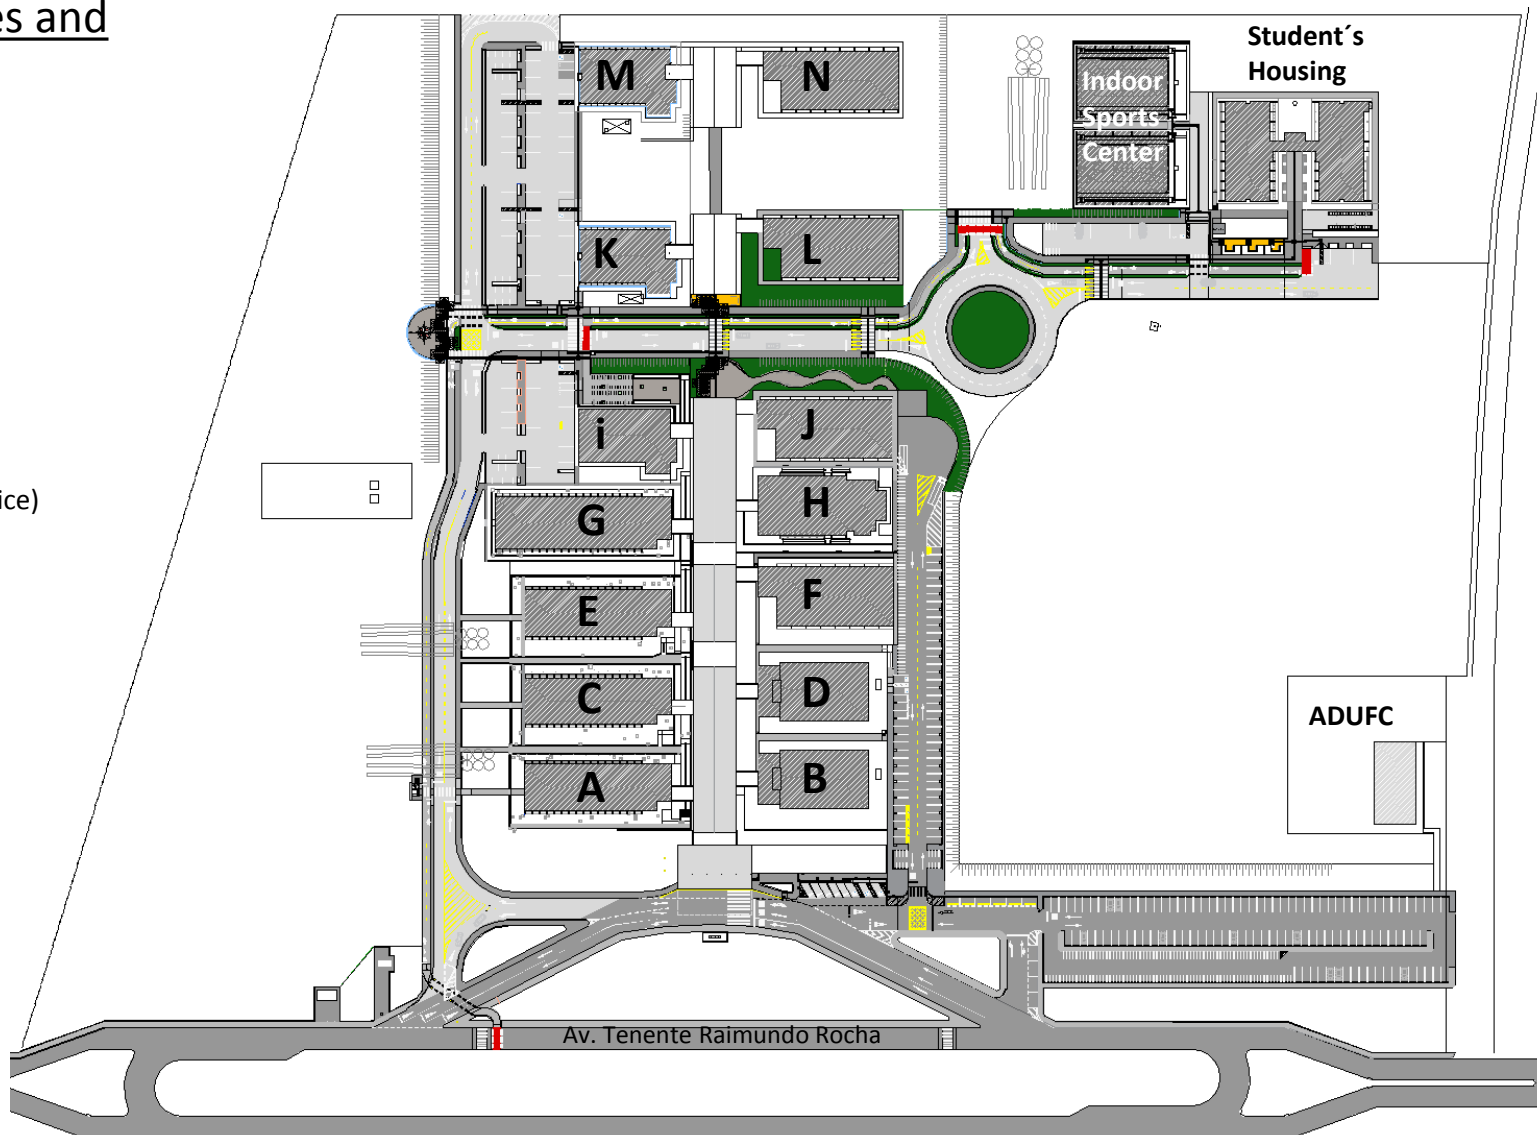 es and
Student´s
Housing
Indoor
Sports
Center
M
N
K
L
i
J
ice)
G
H
E
F
C
D
ADUFC
A
B
Av. Tenente Raimundo Rocha